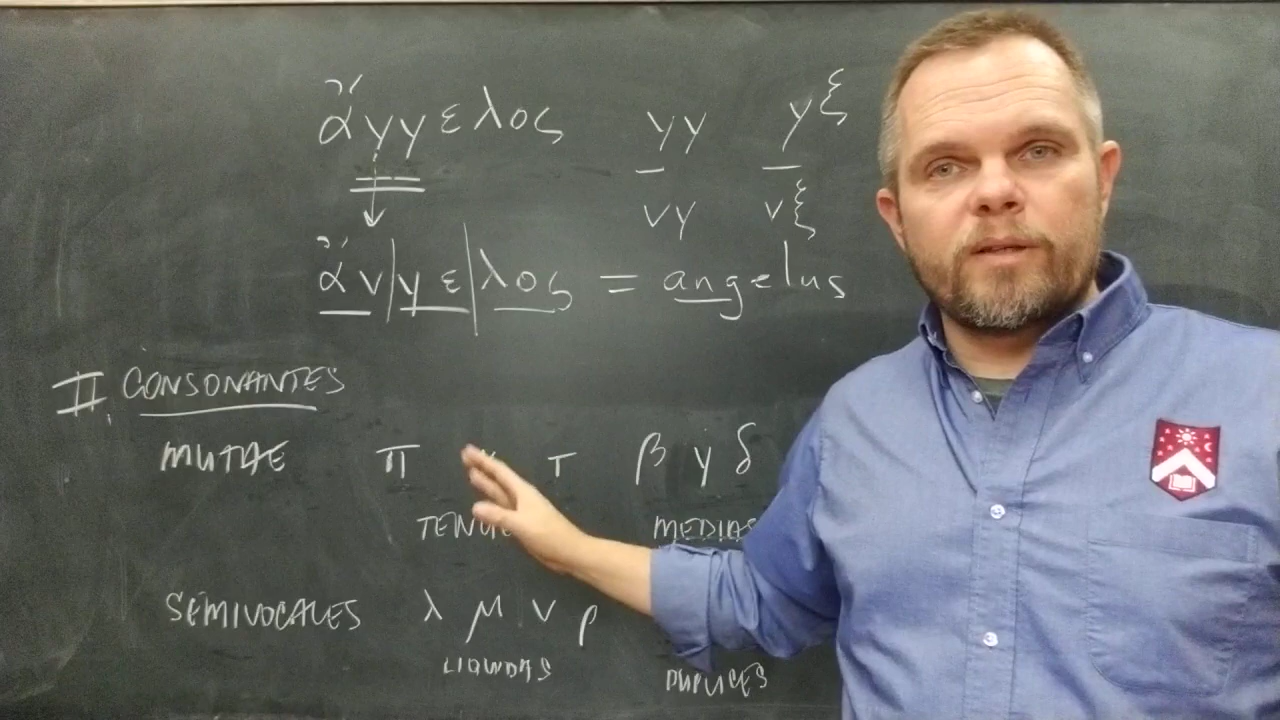 ἄγγελος γγ γξ
νγ νξ
ἄν|γε|λος = angelus
II. CONSONANTES
MUTAE π τ β γ δ
MEDIAS
SEMIVOCALES λ μ ν ρ
LIQUIDAS DUPLICES